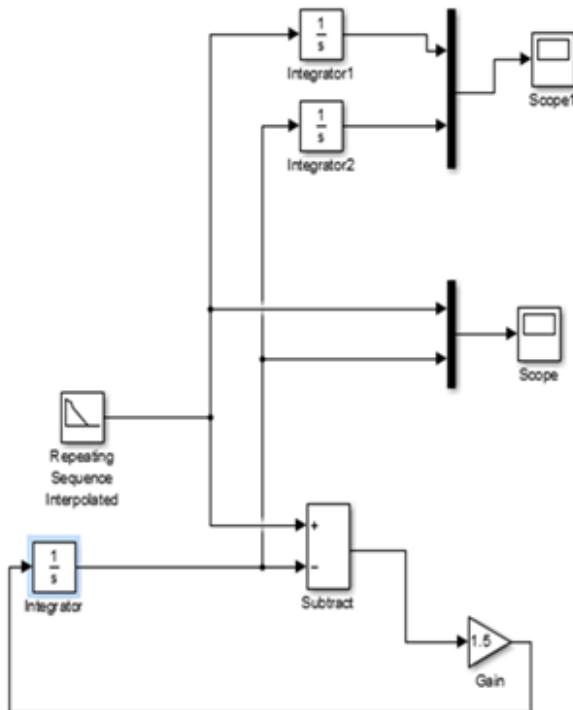 1
s
Integrator1
Scope1
1
s
Integrator2
Scope
Repeating
Sequence
Interpolated
+
−
Subtract
1
s
Integrator
1.5
Gain